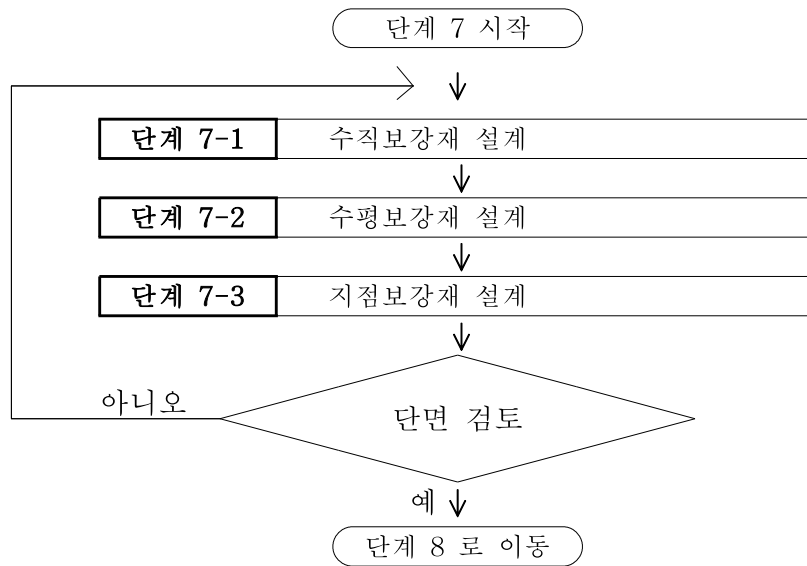 단계 7 시작
단계 7-1 수직보강재 설계
단계 7-2 수평보강재 설계
단계 7-3 지점보강재 설계
아니오
단면 검토
예
단계 8 로 이동